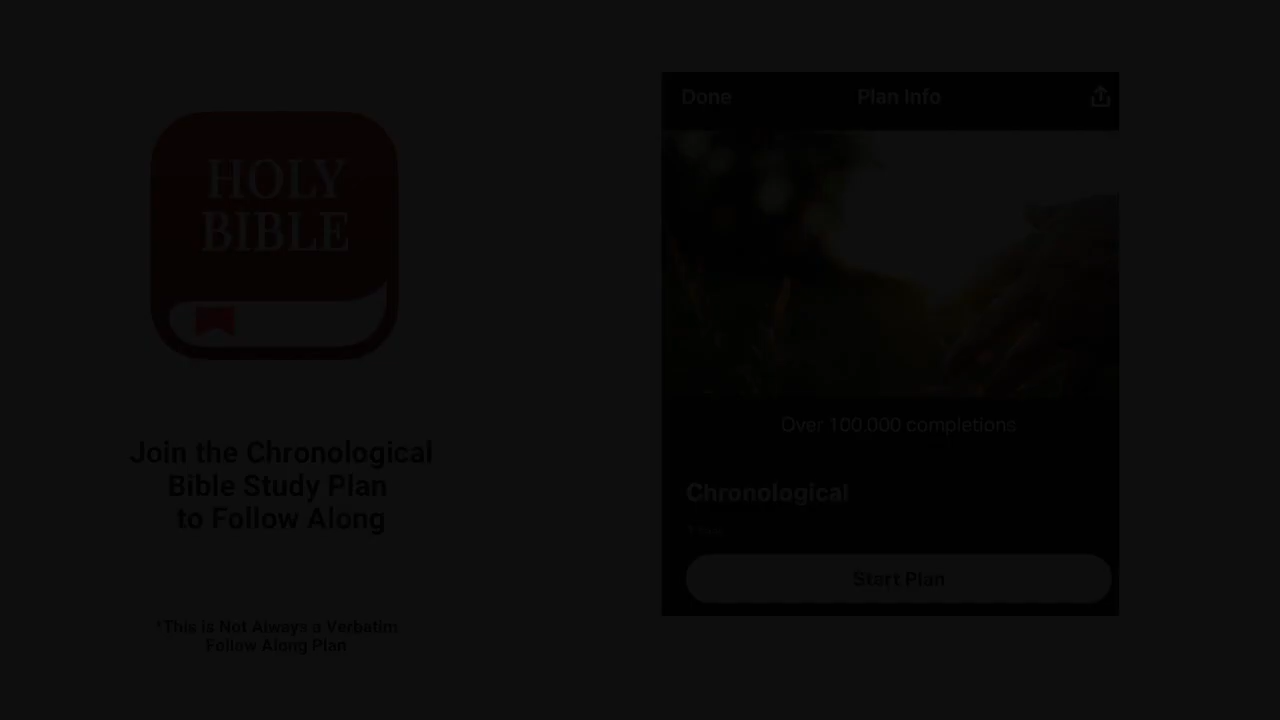 HOLY
BIBLE
Join the Chronological
Bible Study Plan
to Follow Along
*This is Not Always a Verbatim
Follow Along Plan
Done
Plan Info
Over 100,000 completions
Chronological
Start Plan